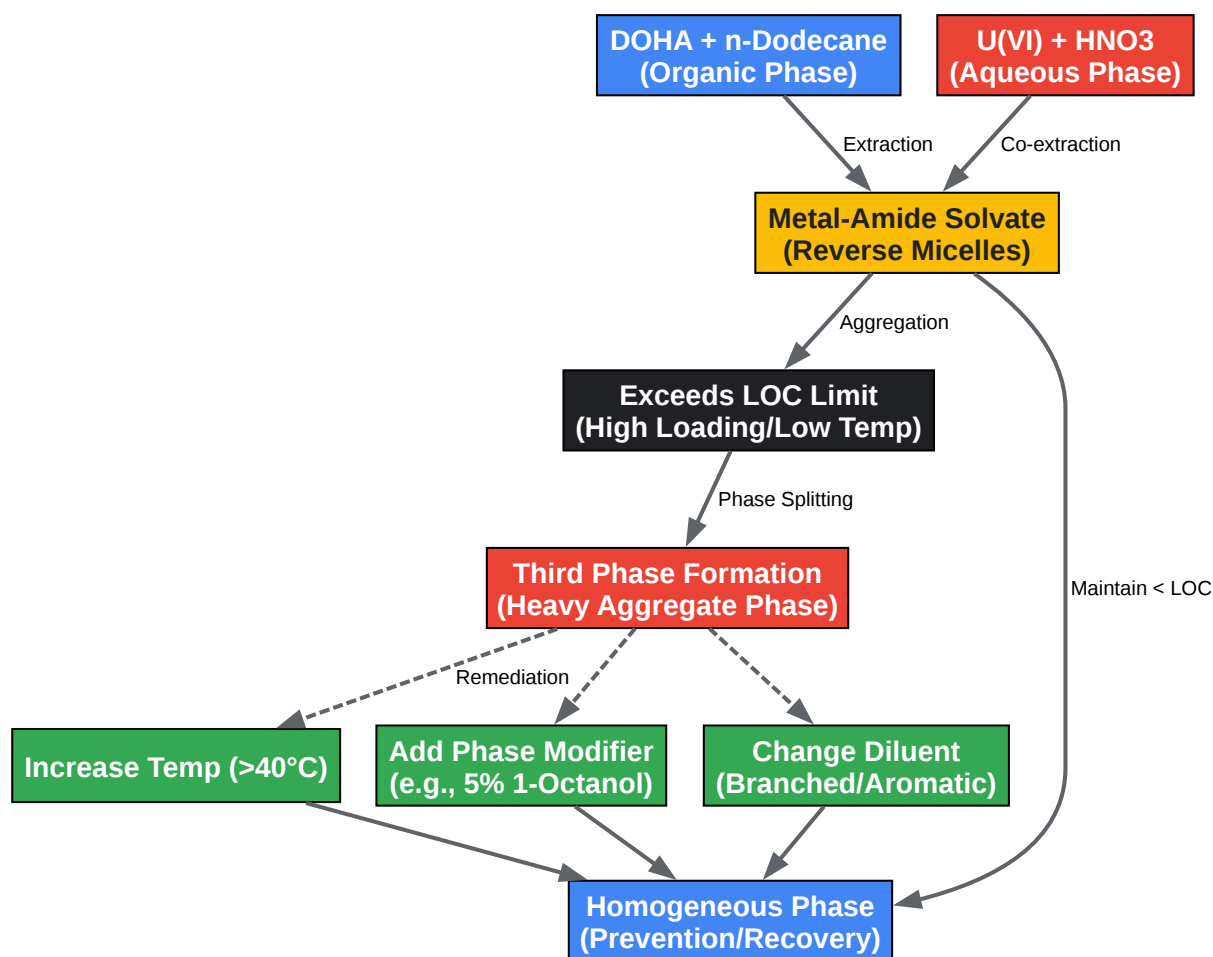 DOHA + n-Dodecane
(Organic Phase)
U(VI) + HNO3
(Aqueous Phase)
Extraction
Co-extraction
Metal-Amide Solvate
(Reverse Micelles)
Aggregation
Exceeds LOC Limit
(High Loading/Low Temp)
Phase Splitting
Third Phase Formation
(Heavy Aggregate Phase)
Maintain < LOC
Remediation
Increase Temp (>40°C)
Add Phase Modifier
(e.g., 5% 1-Octanol)
Change Diluent
(Branched/Aromatic)
Homogeneous Phase
(Prevention/Recovery)